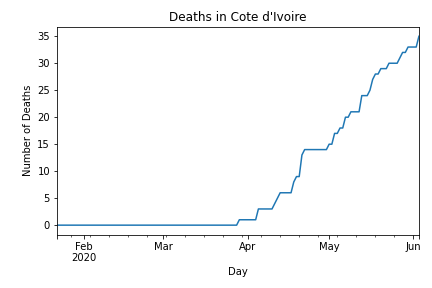 Deaths in Cote d'Ivoire
Number of Deaths
35
30
25
20
15
10
5
0
Feb
2020
Mar
Apr
May
Jun
Day